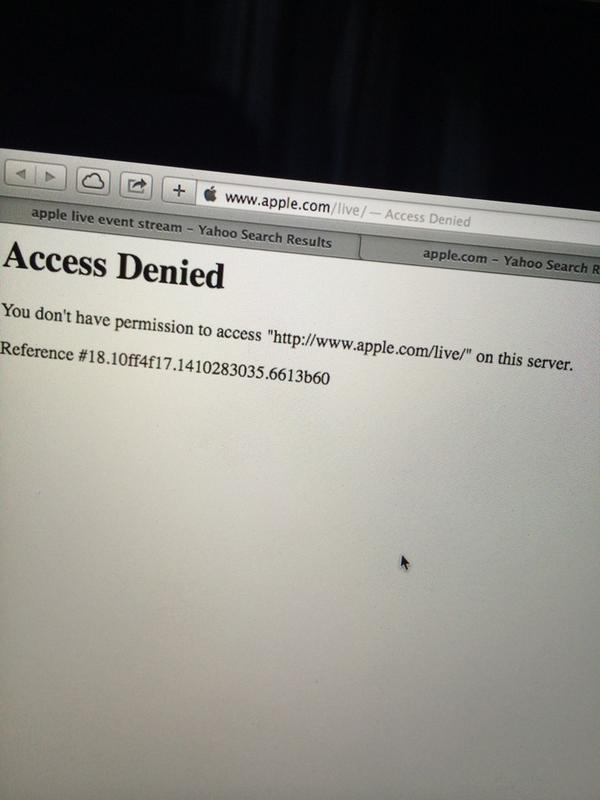 www.apple.com/live/ — Access Denied
apple live event stream – Yahoo Search Results
apple.com – Yahoo Search R
Access Denied
You don't have permission to access "http://www.apple.com/live/" on this server.
Reference #18.10ff4f17.1410283035.6613b60